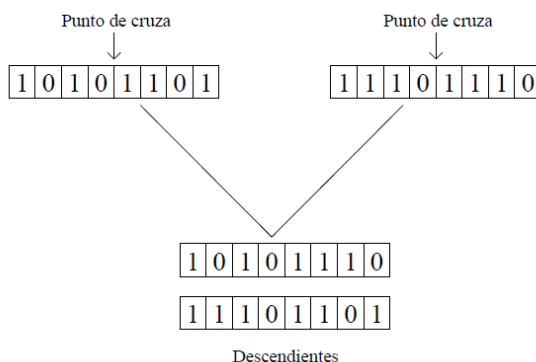 Punto de cruza Punto de cruza
1 0 1 0 1 1 0 1 1 1 1 0 1 1 1 0
1 0 1 0 1 1 1 0
1 1 1 0 1 1 0 1
Descendientes